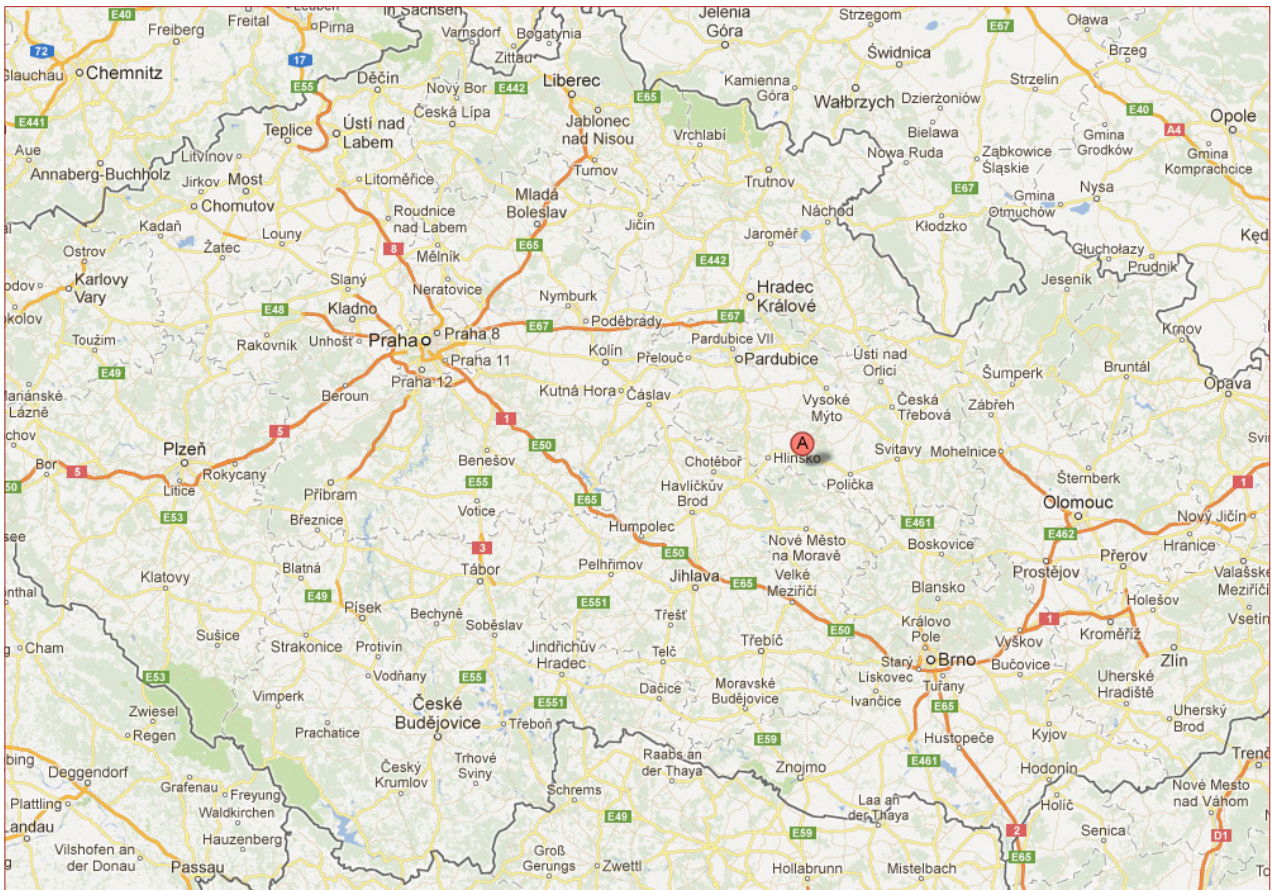 E40
Freital
Leuben
Pirna
in Sachsen
Varnsdorf
Bogatynia
Jelenia
Góra
Strzegom
E67
Oława
Freiberg
72
17
Zittau
Świdnica
Brzeg
Glauchau
Chemnitz
E55
Děčín
Nový Bor
E442
Liberec
E65
Kamienna
Góra
Wałbrzych
Dzierżoniów
Strzelin
E40
E441
Teplice
Ústí nad
Labem
Česká Lípa
Jablonec
nad Nisou
Vrchlabí
Bielawa
Gmina
Grodków
A4
Opole
Aue
Annaberg-Buchholz
Litvínov
Jirkov
Most
Chomutov
Litoměřice
Turnov
Trutnov
Nowa Ruda
Ząbkowice
Śląskie
E67
Gmina
Otmuchów
Nysa
Gmina
Komprachcice
Kadaň
Roudnice
nad Labem
Mladá
Boleslav
Jičín
Náchod
Kłodzko
Ostrov
Žatec
Louny
8
Mělník
E65
Jaroměř
E442
Głuchołazy
Prudnik
Kęd
Karlovy
Vary
Slaný
Neratovice
Nymburk
Hradec
Králové
Jeseník
E48
Kladno
Praha
Praha 8
E67
Poděbrady
E67
Krnov
Toužim
Rakovník
Unhošť
Praha 11
Kolín
Přelouč
Pardubice VII
Pardubice
Ústí nad
Orlicí
Šumperk
Bruntál
E49
Mariánské
Lázně
Beroun
Praha 12
Kutná Hora
Čáslav
Vysoké
Mýto
Česká
Třebová
Zábřeh
Opava
5
1
Plzeň
E50
A
Bor
5
Rokycany
Litice
Benešov
Chotěboř
Hlinsko
Svitavy
Mohelnice
50
Příbram
E55
E65
Havlíčkův
Brod
Polička
Šternberk
1
E53
Březnice
Votice
Humpolec
E461
Olomouc
Nový Jičín
3
E50
Nové Město
na Moravě
Boskovice
E462
Přerov
Hranice
Klatovy
Blatná
Tábor
Pelhřimov
Jihlava
E65
Velké
Meziříčí
Blansko
Prostějov
Valašské
Meziříčí
E49
Písek
Bechyně
E551
Třešť
Královo
Pole
1
Holešov
Cham
Sušice
Strakonice
Protivín
Soběslav
Jindřichův
Hradec
Telč
Třebíč
E50
Vyškov
Kroměříž
Vsetín
E53
Vodňany
E55
Starý
Lískovec
Brno
Bučovice
Zlín
Zwiesel
Vimperk
České
Budějovice
E551
Dačice
Moravské
Budějovice
Ivančice
Tuřany
Uherské
Hradiště
Regen
Prachatice
Třeboň
E65
Uherský
Brod
E59
Hustopeče
Kyjov
Deggendorf
Český
Krumlov
Trhové
Sviny
Raabs an
der Thaya
Znojmo
E461
Hodonín
Grafenau
Freyung
Schrems
Nové Mesto
nad Váhom
Plattling
Waldkirchen
E49
Laa an
der Thaya
Holíč
Landau
Hauzenberg
E59
2
Senica
D1
Vilshofen an
der Donau
Passau
Groß
Gerungs
Zwettl
Hollabrunn
Mistelbach
E65